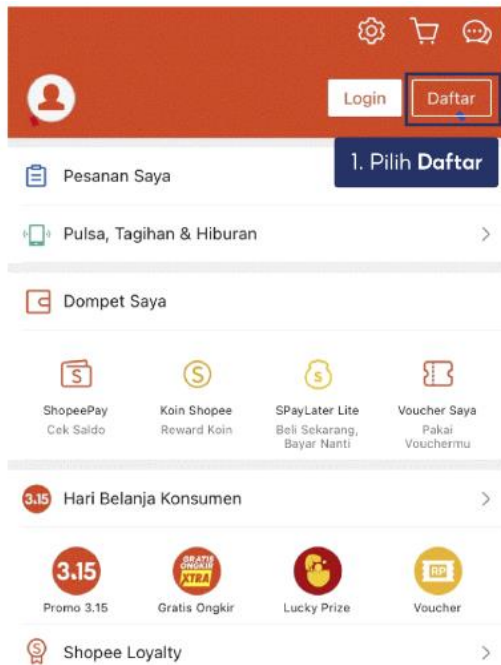 Login
Daftar
1. Pilih Daftar
Pesanan Saya
Pulsa, Tagihan & Hiburan
Dompet Saya
S
S
S
ShopeePay
Koin Shopee
SPayLater Lite
Voucher Saya
Cek Saldo
Reward Koin
Beli Sekarang,
Bayar Nanti
Pakai
Vouchermu
3.15
Hari Belanja Konsumen
3.15
GRATIS
ONGKIR
XTRA
RP
Promo 3.15
Gratis Ongkir
Lucky Prize
Voucher
S
Shopee Loyalty